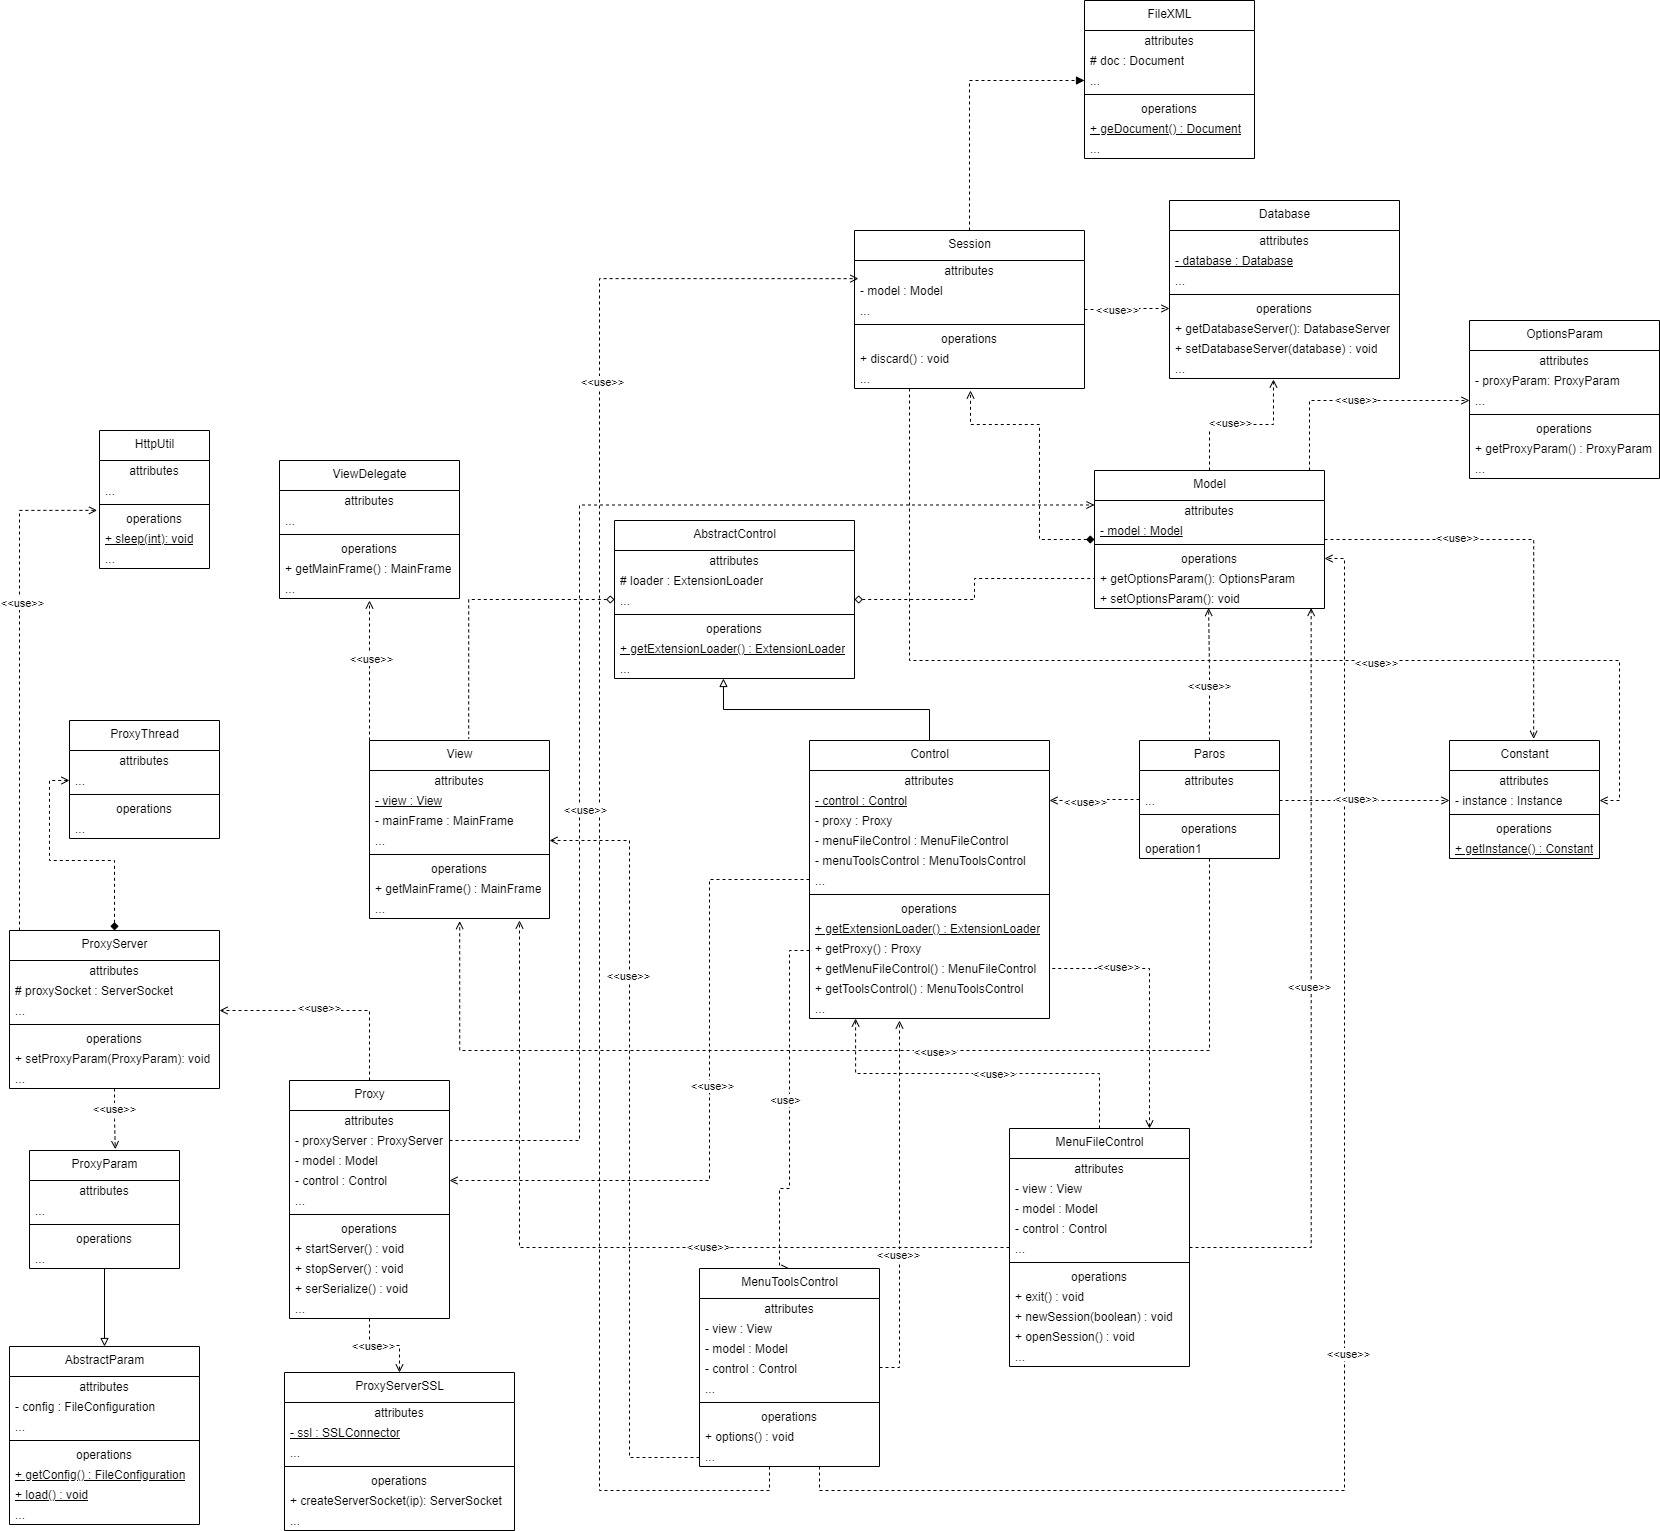 FileXML
attributes
# doc : Document
...
operations
+ geDocument() : Document
...
Session
attributes
- model : Model
...
operations
+ discard() : void
...
Database
attributes
- database : Database
...
operations
+ getDatabaseServer(): DatabaseServer
+ setDatabaseServer(database) : void
...
<<use>>
OptionsParam
attributes
- proxyParam: ProxyParam
...
operations
+ getProxyParam() : ProxyParam
...
<<use>>
<<use>>
<<use>>
HttpUtil
attributes
...
operations
+ sleep(int): void
...
ViewDelegate
attributes
...
operations
+ getMainFrame() : MainFrame
...
AbstractControl
attributes
# loader : ExtensionLoader
...
operations
+ getExtensionLoader() : ExtensionLoader
...
Model
attributes
- model : Model
operations
+ getOptionsParam(): OptionsParam
+ setOptionsParam(): void
<<use>>
<<use>>
<<use>>
<<use>>
<<use>>
ProxyThread
attributes
...
operations
...
View
attributes
- view : View
- mainFrame : MainFrame
...
operations
+ getMainFrame() : MainFrame
...
<<use>>
Control
attributes
- control : Control
- proxy : Proxy
- menuFileControl : MenuFileControl
- menuToolsControl : MenuToolsControl
...
operations
+ getExtensionLoader() : ExtensionLoader
+ getProxy() : Proxy
+ getMenuFileControl() : MenuFileControl
+ getToolsControl() : MenuToolsControl
...
<<use>>
Paros
attributes
...
operations
operation1
<<use>>
Constant
attributes
- instance : Instance
operations
+ getInstance() : Constant
ProxyServer
attributes
# proxySocket : ServerSocket
...
operations
+ setProxyParam(ProxyParam): void
...
<<use>>
<<use>>
<<use>>
<<use>>
<<use>>
<<use>>
<<use>>
<<use>>
<use>
Proxy
attributes
- proxyServer : ProxyServer
- model : Model
- control : Control
...
operations
+ startServer() : void
+ stopServer() : void
+ serSerialize() : void
...
ProxyParam
attributes
...
operations
...
MenuFileControl
attributes
- view : View
- model : Model
- control : Control
...
operations
+ exit() : void
+ newSession(boolean) : void
+ openSession() : void
...
<<use>>
<<use>>
MenuToolsControl
attributes
- view : View
- model : Model
- control : Control
...
operations
+ options() : void
...
<<use>>
<<use>>
AbstractParam
attributes
- config : FileConfiguration
...
operations
+ getConfig() : FileConfiguration
+ load() : void
...
ProxyServerSSL
attributes
- ssl : SSLConnector
...
operations
+ createServerSocket(ip): ServerSocket
...